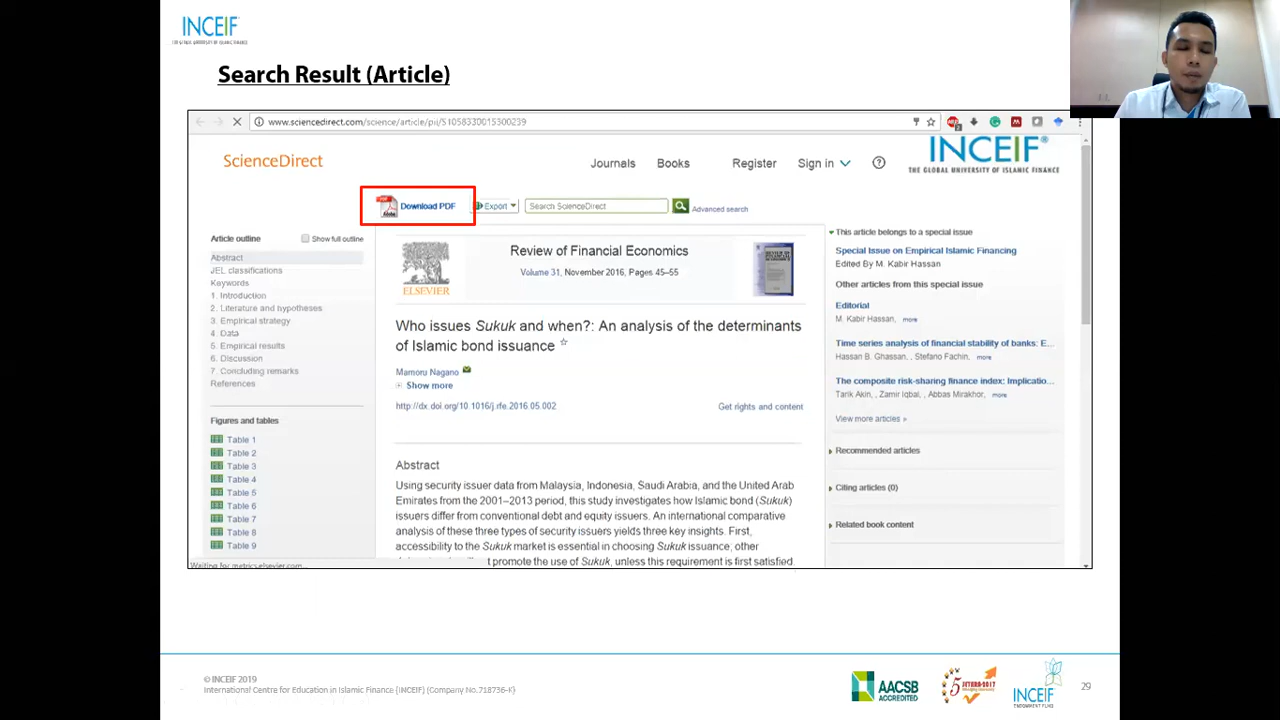 INCEIF
THE GLOBAL UNIVERSITY OF ISLAMIC FINANCE
Search Result (Article)
www.sciencedirect.com/science/article/pii/S1058330015300239
ScienceDirect
Journals
Books
Register
Sign in
INCEIF®
THE GLOBAL UNIVERSITY OF ISLAMIC FINANCE
Download PDF
Export
Search ScienceDirect
Advanced search
Article outline
Show full outline
Abstract
JEL classifications
Keywords
1. Introduction
2. Literature and hypotheses
3. Empirical strategy
4. Data
5. Empirical results
6. Discussion
7. Concluding remarks
References
Figures and tables
Table 1
Table 2
Table 3
Table 4
Table 5
Table 6
Table 7
Table 8
Table 9
ELSEVIER
Review of Financial Economics
Volume 31, November 2016, Pages 45–55
Who issues Sukuk and when?: An analysis of the determinants
of Islamic bond issuance ☆
Mamoru Nagano
Show more
http://dx.doi.org/10.1016/j.rfe.2016.05.002
Get rights and content
Abstract
Using security issuer data from Malaysia, Indonesia, Saudi Arabia, and the United Arab
Emirates from the 2001–2013 period, this study investigates how Islamic bond (Sukuk)
issuers differ from conventional debt and equity issuers. An international comparative
analysis of these three types of security issuers yields three key insights. First,
accessibility to the Sukuk market is essential in choosing Sukuk issuance; other
t promote the use of Sukuk, unless this requirement is first satisfied.
This article belongs to a special issue
Special Issue on Empirical Islamic Financing
Edited By M. Kabir Hassan
Other articles from this special issue
Editorial
M. Kabir Hassan, more
Time series analysis of financial stability of banks: E...
Hassan B. Ghassan, , Stefano Fachin, more
The composite risk-sharing finance index: Implicatio...
Tarik Akin, , Zamir Iqbal, , Abbas Mirakhor, more
View more articles »
Recommended articles
Citing articles (0)
Related book content
Waiting for metrics.elsevier.com...
© INCEIF 2019
International Centre for Education in Islamic Finance (INCEIF) (Company No.718736-K)
AACSB
ACCREDITED
INCEIF
ENDOWMENT FUND
29